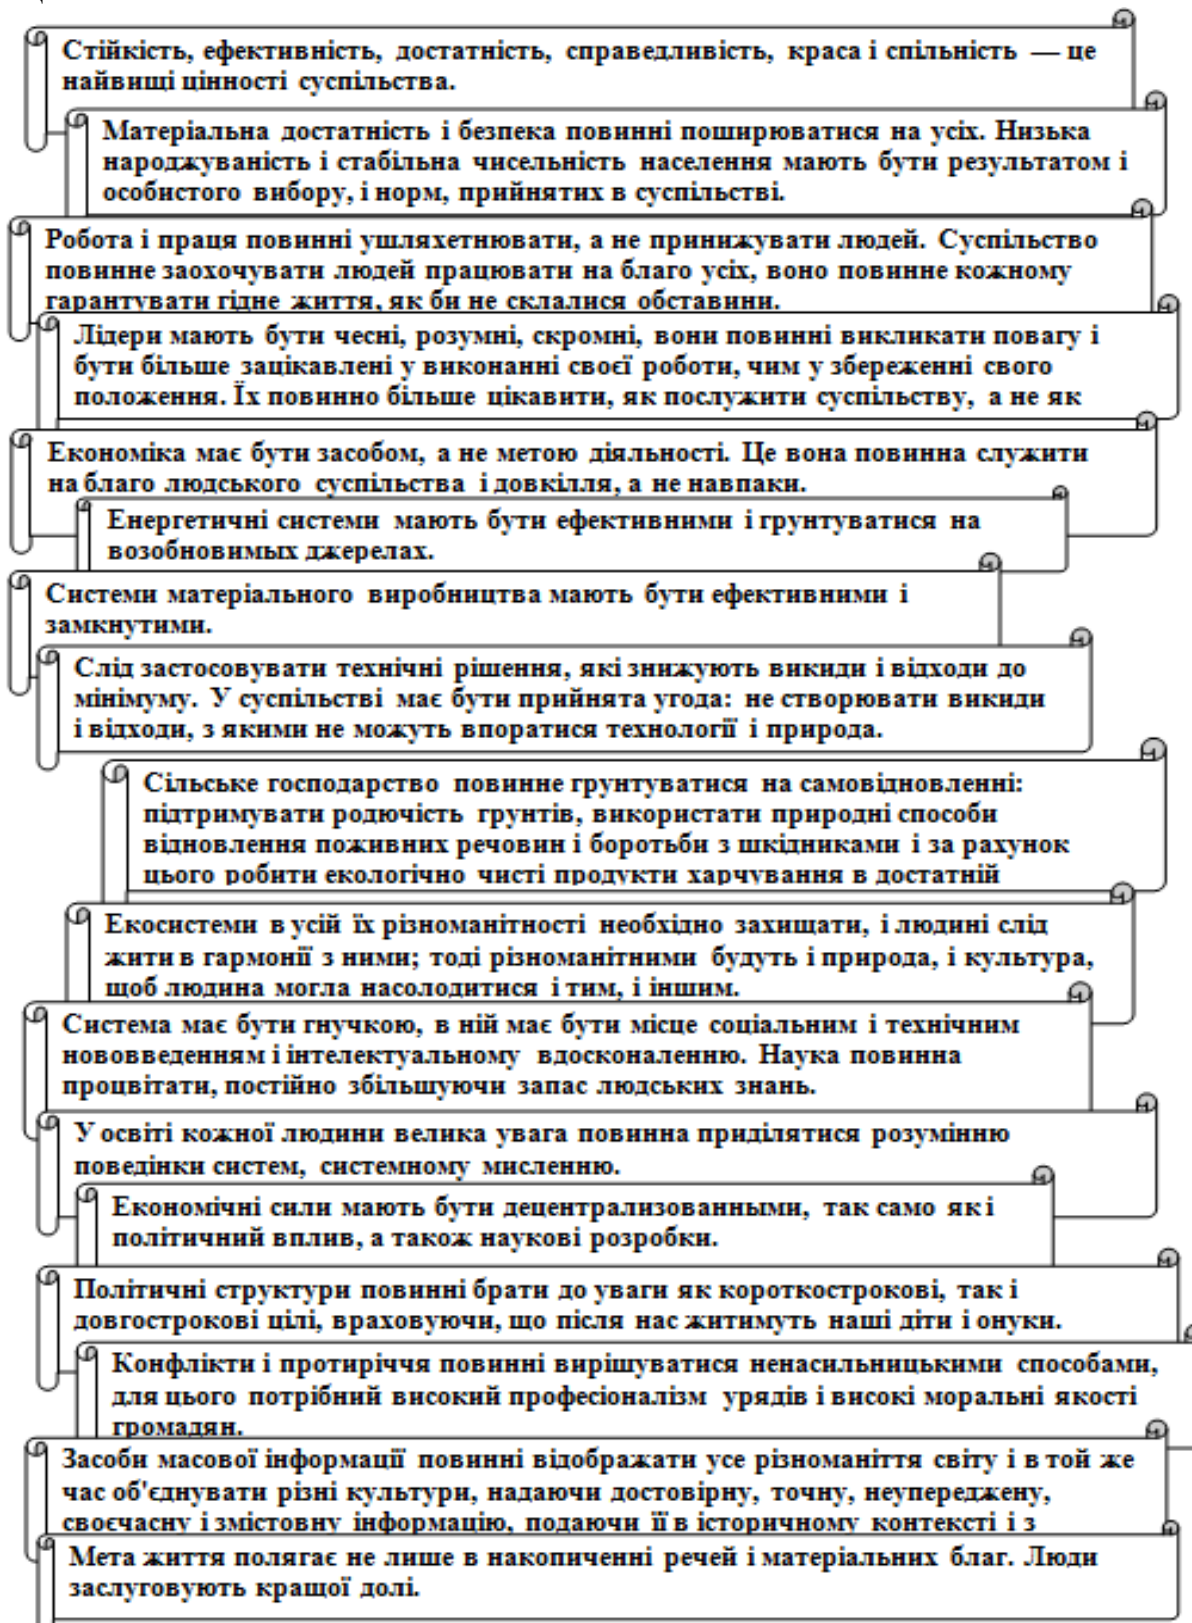 Стійкість, ефективність, достатність, справедливість, краса і спільність — це
найвищі цінності суспільства.
Матеріальна достатність і безпека повинні поширюватися на усіх. Низька
народжуваність і стабільна чисельність населення мають бути результатом і
особистого вибору, і норм, прийнятих в суспільстві.
Робота і праця повинні ушляхетнювати, а не принижувати людей. Суспільство
повинне заохочувати людей працювати на благо усіх, воно повинне кожному
гарантувати гідне життя, як би не склалися обставини.
Лідери мають бути чесні, розумні, скромні, вони повинні викликати повагу і
бути більше зацікавлені у виконанні своєї роботи, чим у збереженні свого
положення. Їх повинно більше цікавити, як послужити суспільству, а не як
Економіка має бути засобом, а не метою діяльності. Це вона повинна служити
на благо людського суспільства і довкілля, а не навпаки.
Енергетичні системи мають бути ефективними і грунтуватися на
возобновимых джерелах.
Системи матеріального виробництва мають бути ефективними і
замкнутими.
Слід застосовувати технічні рішення, які знижують викиди і відходи до
мінімуму. У суспільстві має бути прийнята угода: не створювати викиди
і відходи, з якими не можуть впоратися технології і природа.
Сільське господарство повинне грунтуватися на самовідновленні:
підтримувати родючість грунтів, використати природні способи
відновлення поживних речовин і боротьби з шкідниками і за рахунок
цього робити екологічно чисті продукти харчування в достатній
Екосистеми в усій їх різноманітності необхідно захищати, і людині слід
жити в гармонії з ними; тоді різноманітними будуть і природа, і культура,
щоб людина могла насолодитися і тим, і іншим.
Система має бути гнучкою, в ній має бути місце соціальним і технічним
нововведенням і інтелектуальному вдосконаленню. Наука повинна
процвітати, постійно збільшуючи запас людських знань.
У освіті кожної людини велика увага повинна приділятися розумінню
поведінки систем, системному мисленню.
Економічні сили мають бути децентрализованными, так само як і
політичний вплив, а також наукові розробки.
Політичні структури повинні брати до уваги як короткострокові, так і
довгострокові цілі, враховуючи, що після нас житимуть наші діти і онуки.
Конфлікти і протиріччя повинні вирішуватися ненасильницькими способами,
для цього потрібний високий професіоналізм урядів і високі моральні якості
громадян.
Засоби масової інформації повинні відображати усе різноманіття світу і в той же
час об'єднувати різні культури, надаючи достовірну, точну, неупереджену,
своєчасну і змістовну інформацію, подаючи її в історичному контексті і з
Мета життя полягає не лише в накопиченні речей і матеріальних благ. Люди
заслуговують кращої долі.